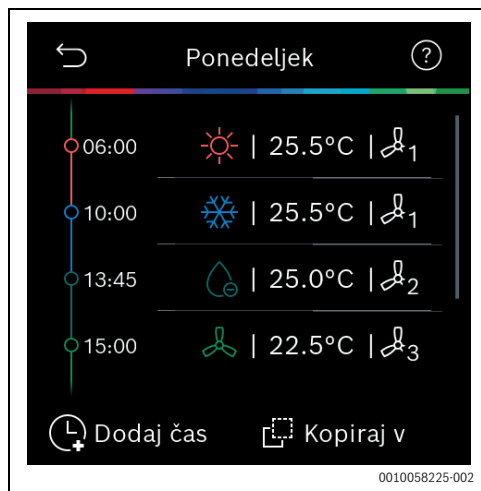 Ponedeljek ?
06:00 | 25.5°C | 1
10:00 | 25.5°C | 1
13:45 | 25.0°C | 2
15:00 | 22.5°C | 3
Dodaj čas Kopiraj v
0010058225-002